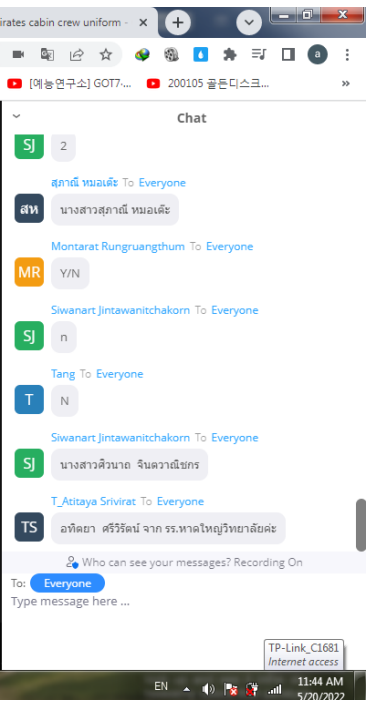 irates cabin crew uniform -
[예능연구소] GOT7-...
200105 골든디스크...
»
Chat
SJ
2
สุภาณี หมอเต๊ะ To Everyone
สห
นางสาวสุภาณี หมอเต๊ะ
Montarat Rungruangthum To Everyone
MR
Y/N
Siwanart Jintawanitchakorn To Everyone
SJ
ก
Tang To Everyone
T
N
Siwanart Jintawanitchakorn To Everyone
SJ
นางสาวศิวนาถ จินตวาณิชกร
T_Atitaya Srivirat To Everyone
TS
อทิตยา ศรีวิรัตน์ จาก รร.หาดใหญ่วิทยาลัยค่ะ
Who can see your messages? Recording On
To: Everyone
Type message here ...
TP-Link_C1681
Internet access
EN
11:44 AM
5/20/2022